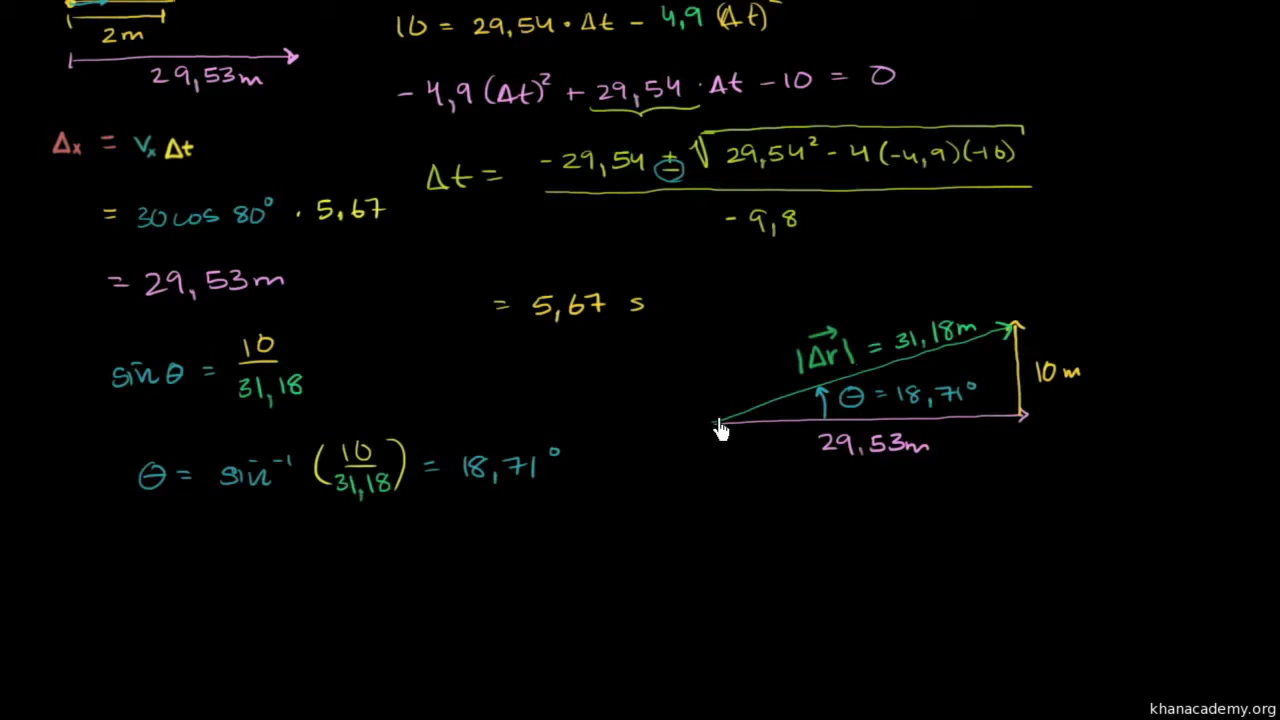 2m
29,53m
10 = 29,54 · Δt - 4,9 (Δt)²
- 4,9 (Δt)² + 29,54 · Δt - 10 = 0
Δx = Vx Δt
= 30 cos 80° · 5,67
= 29,53m
Δt = (-29,54 ± √(29,54² - 4(-4,9)(-10))) / -9,8
= 5,67 s
sin θ = 10/31,18
θ = sin⁻¹ (10/31,18) = 18,71°
|Δr⃗| = 31,18m
θ = 18,71°
10 m
29,53m
khanacademy.org